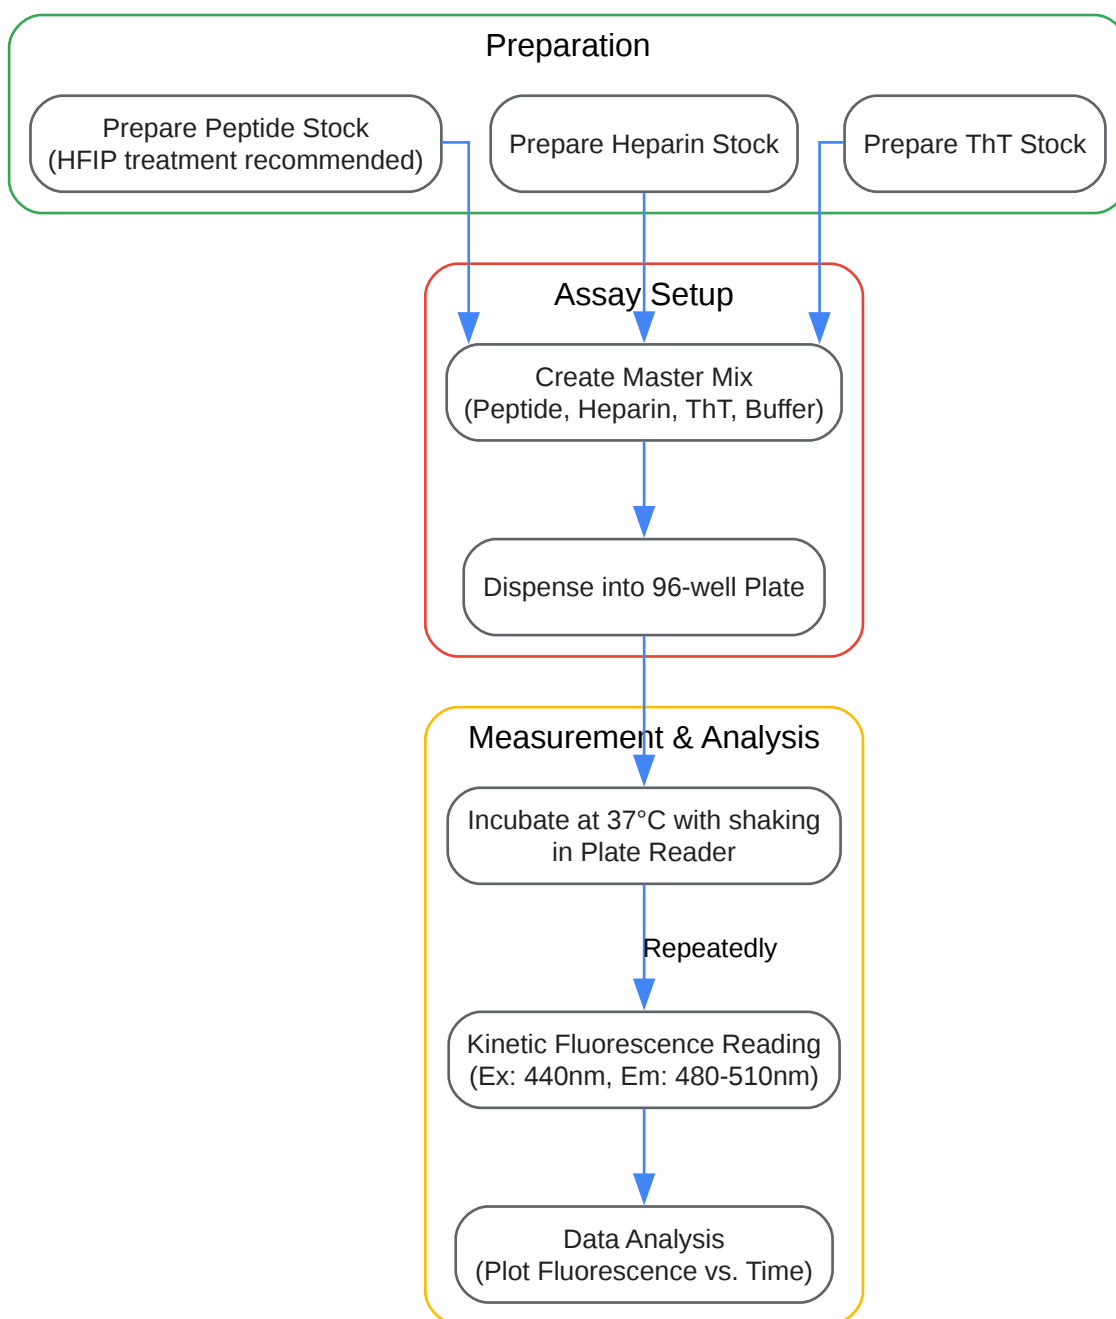 Preparation
Prepare Peptide Stock
(HFIP treatment recommended)
Prepare Heparin Stock
Prepare ThT Stock
Assay Setup
Create Master Mix
(Peptide, Heparin, ThT, Buffer)
Dispense into 96-well Plate
Measurement & Analysis
Incubate at 37°C with shaking
in Plate Reader
Repeatedly
Kinetic Fluorescence Reading
(Ex: 440nm, Em: 480-510nm)
Data Analysis
(Plot Fluorescence vs. Time)